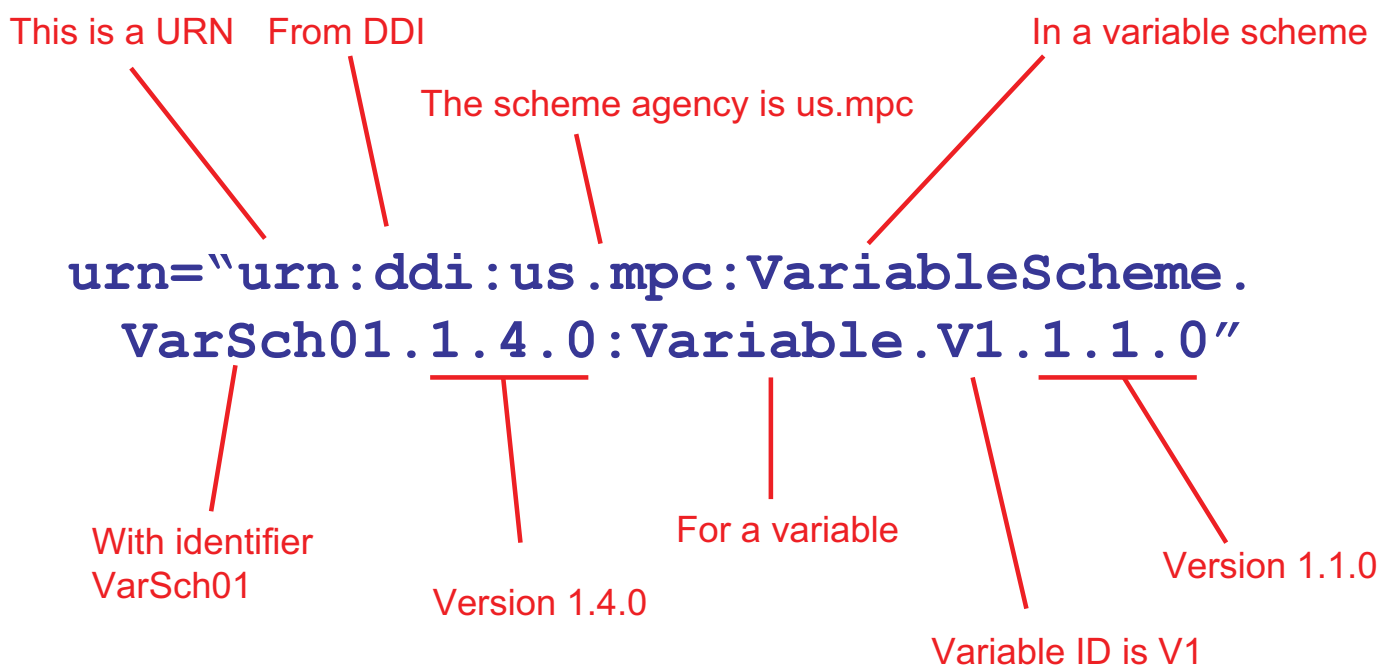 This is a URN
From DDI
In a variable scheme
The scheme agency is us.mpc
urn=“urn:ddi:us.mpc:VariableScheme.
VarSch01.1.4.0:Variable.V1.1.1.0”
With identifier
VarSch01
Version 1.4.0
For a variable
Variable ID is V1
Version 1.1.0